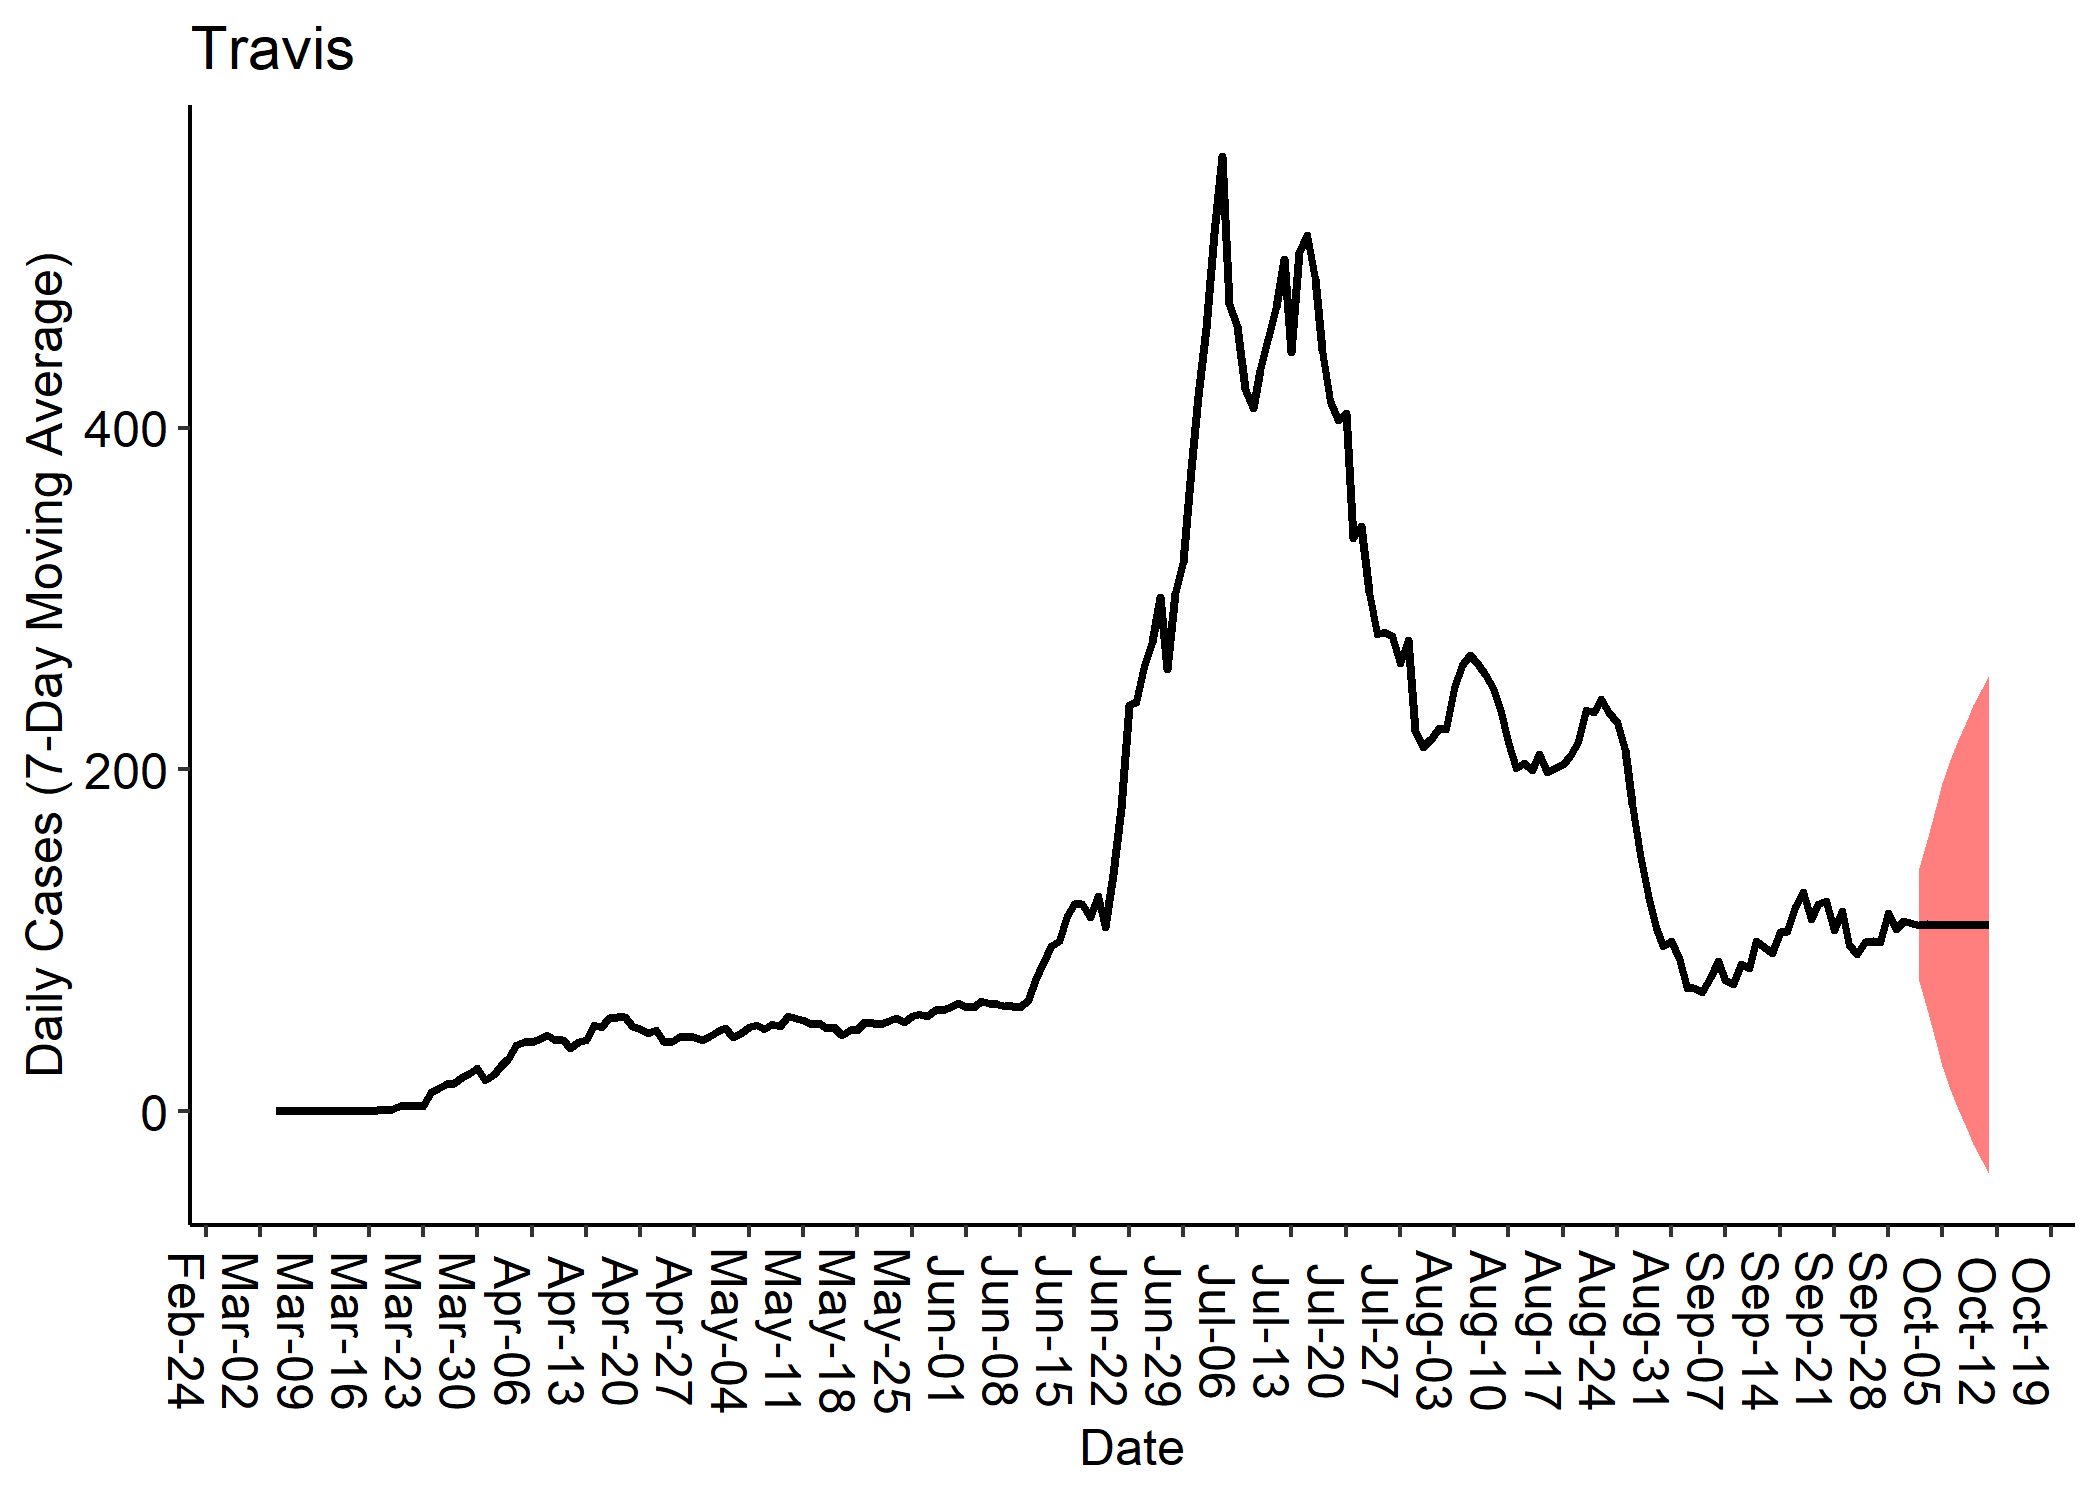 Travis
Daily Cases (7-Day Moving Average)
400
200
0
Feb-24
Mar-02
Mar-09
Mar-16
Mar-23
Mar-30
Apr-06
Apr-13
Apr-20
Apr-27
May-04
May-11
May-18
May-25
Jun-01
Jun-08
Jun-15
Jun-22
Jun-29
Jul-06
Jul-13
Jul-20
Jul-27
Aug-03
Aug-10
Aug-17
Aug-24
Aug-31
Sep-07
Sep-14
Sep-21
Sep-28
Oct-05
Oct-12
Oct-19
Date